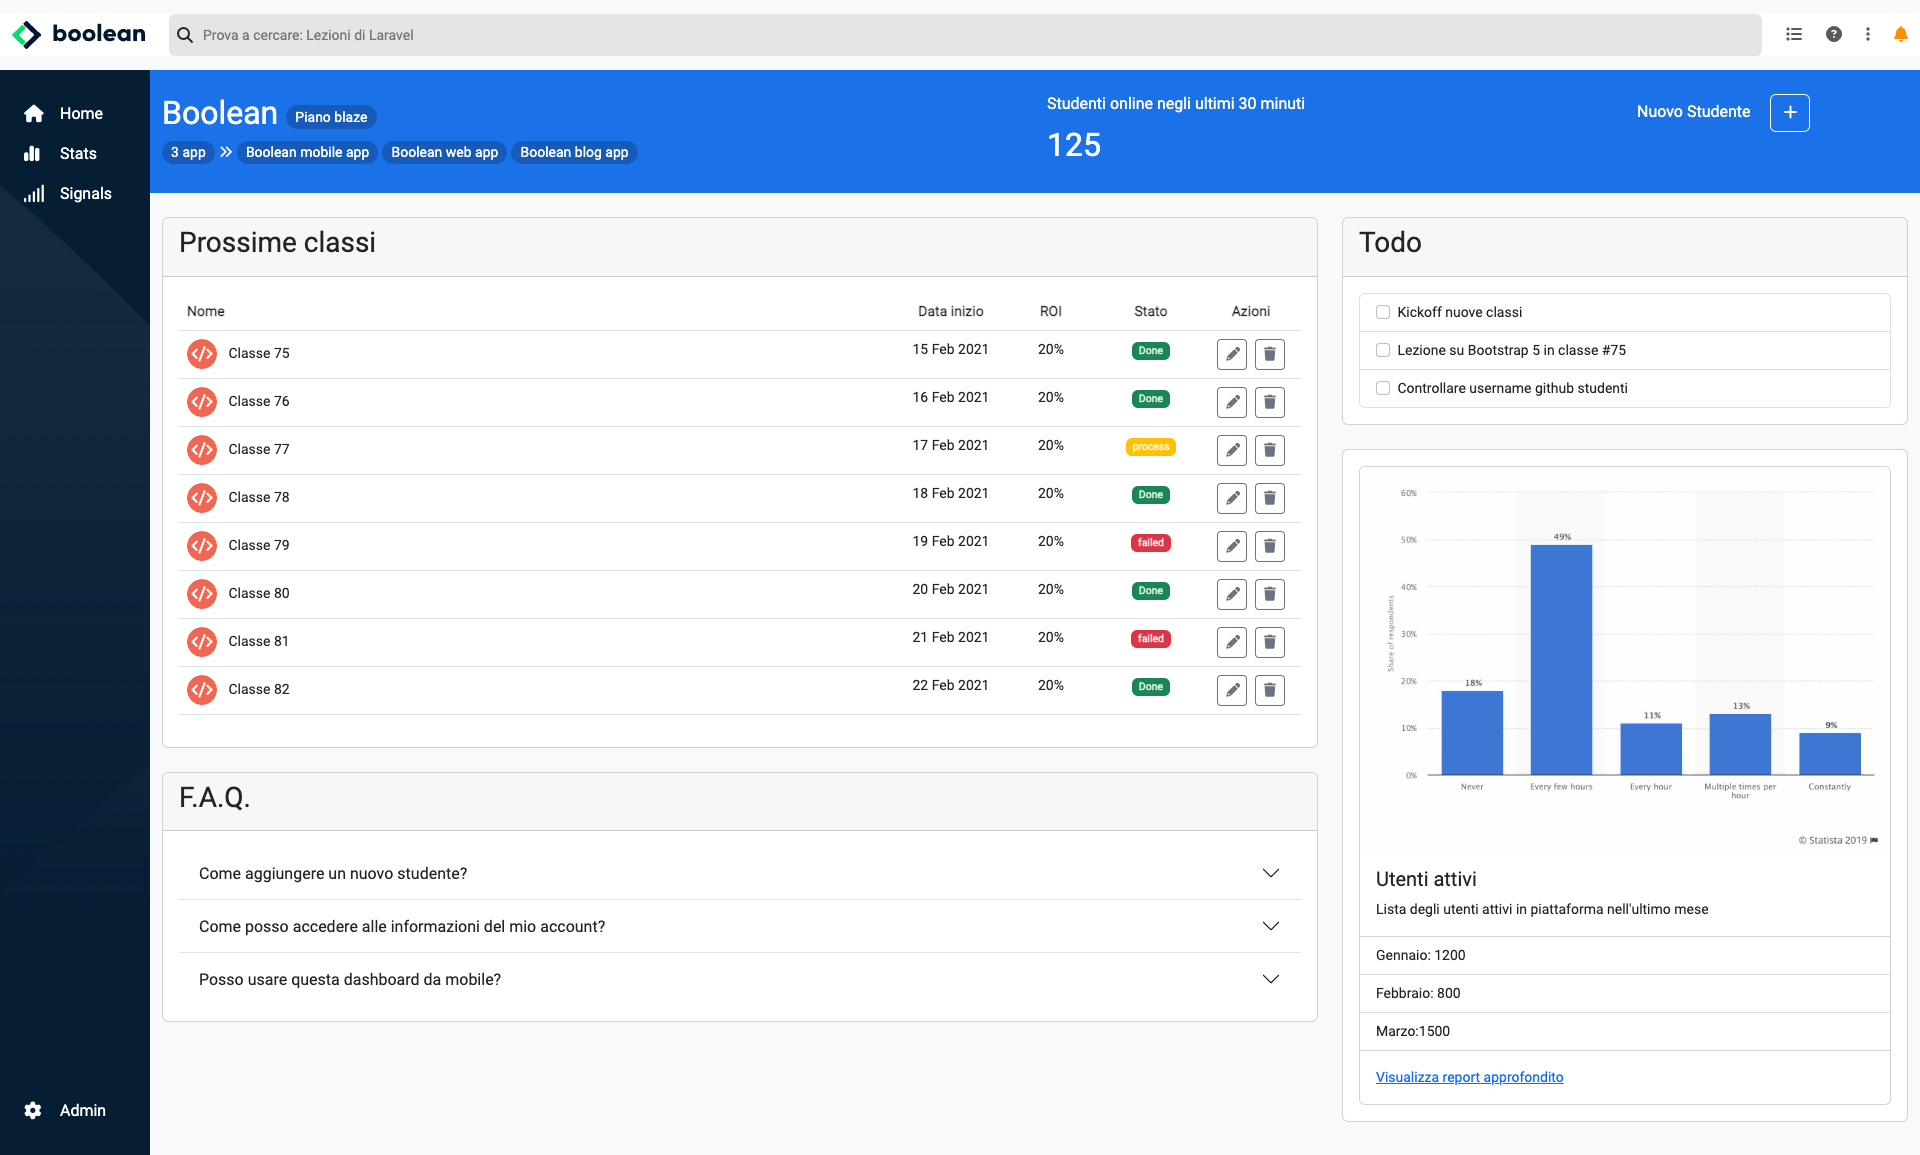 boolean
Prova a cercare: Lezioni di Laravel
Home
Stats
Signals
Admin
Boolean Piano blaze
3 app Boolean mobile app Boolean web app Boolean blog app
Studenti online negli ultimi 30 minuti
125
Nuovo Studente
Prossime classi
Nome Data inizio ROI Stato Azioni
Classe 75 15 Feb 2021 20% Done
Classe 76 16 Feb 2021 20% Done
Classe 77 17 Feb 2021 20% process
Classe 78 18 Feb 2021 20% Done
Classe 79 19 Feb 2021 20% failed
Classe 80 20 Feb 2021 20% Done
Classe 81 21 Feb 2021 20% failed
Classe 82 22 Feb 2021 20% Done
F.A.Q.
Come aggiungere un nuovo studente?
Come posso accedere alle informazioni del mio account?
Posso usare questa dashboard da mobile?
Todo
Kickoff nuove classi
Lezione su Bootstrap 5 in classe #75
Controllare username github studenti
Share of respondents
60%
50%
40%
30%
20%
10%
0%
18%
49%
11%
13%
9%
Never
Every few hours
Every hour
Multiple times per
hour
Constantly
© Statista 2019
Utenti attivi
Lista degli utenti attivi in piattaforma nell'ultimo mese
Gennaio: 1200
Febbraio: 800
Marzo:1500
Visualizza report approfondito